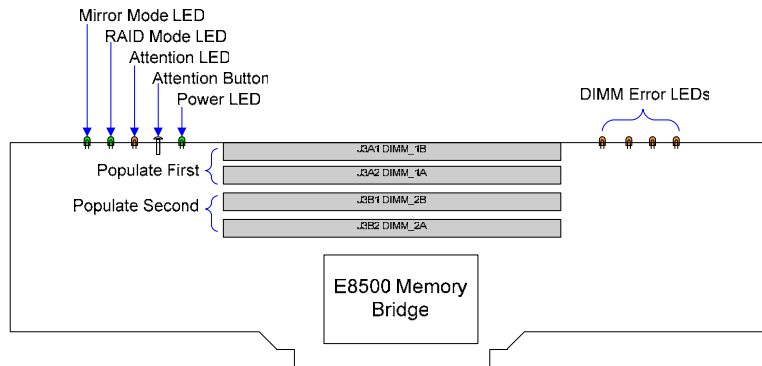 Mirror Mode LED
RAID Mode LED
Attention LED
Attention Button
Power LED
DIMM Error LEDs
J3A1 DIMM_1B
Populate First
J3A2 DIMM_1A
J3B1 DIMM_2B
Populate Second
J3B2 DIMM_2A
E8500 Memory
Bridge